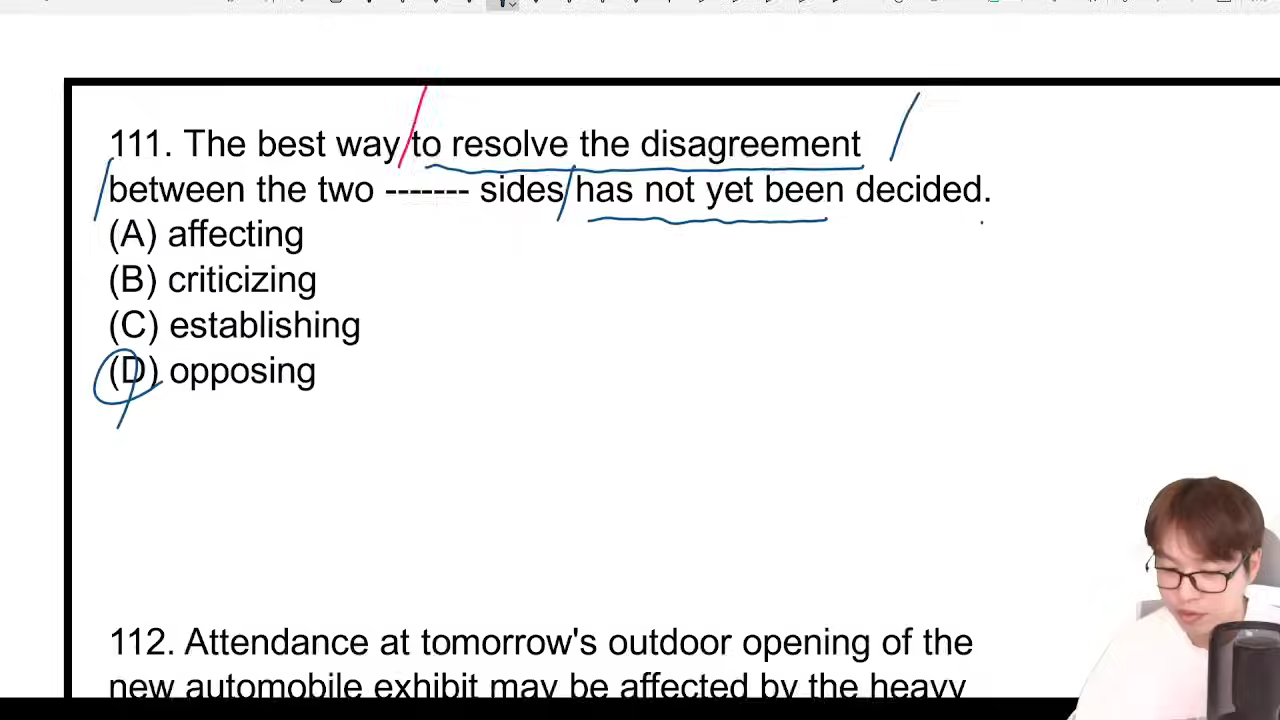 111. The best way to resolve the disagreement
between the two ------- sides has not yet been decided.
(A) affecting
(B) criticizing
(C) establishing
(D) opposing
112. Attendance at tomorrow's outdoor opening of the
new automobile exhibit may be affected by the heavy